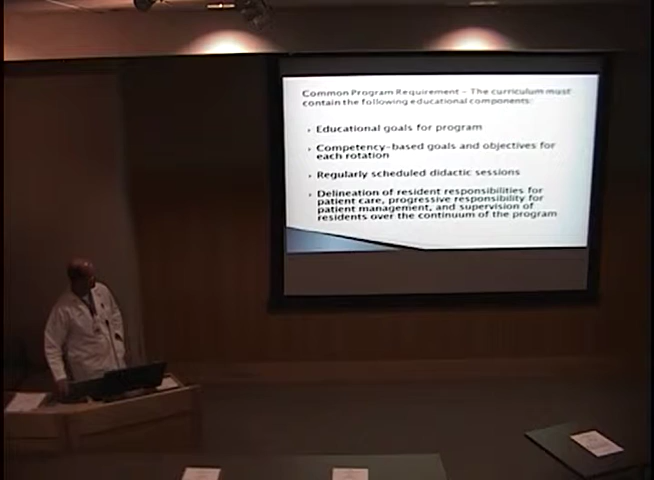 Common Program Requirement – The curriculum must
contain the following educational components:
Educational goals for program
Competency-based goals and objectives for
each rotation
Regularly scheduled didactic sessions
Delineation of resident responsibilities for
patient care, progressive responsibility for
patient management, and supervision of
residents over the continuum of the program